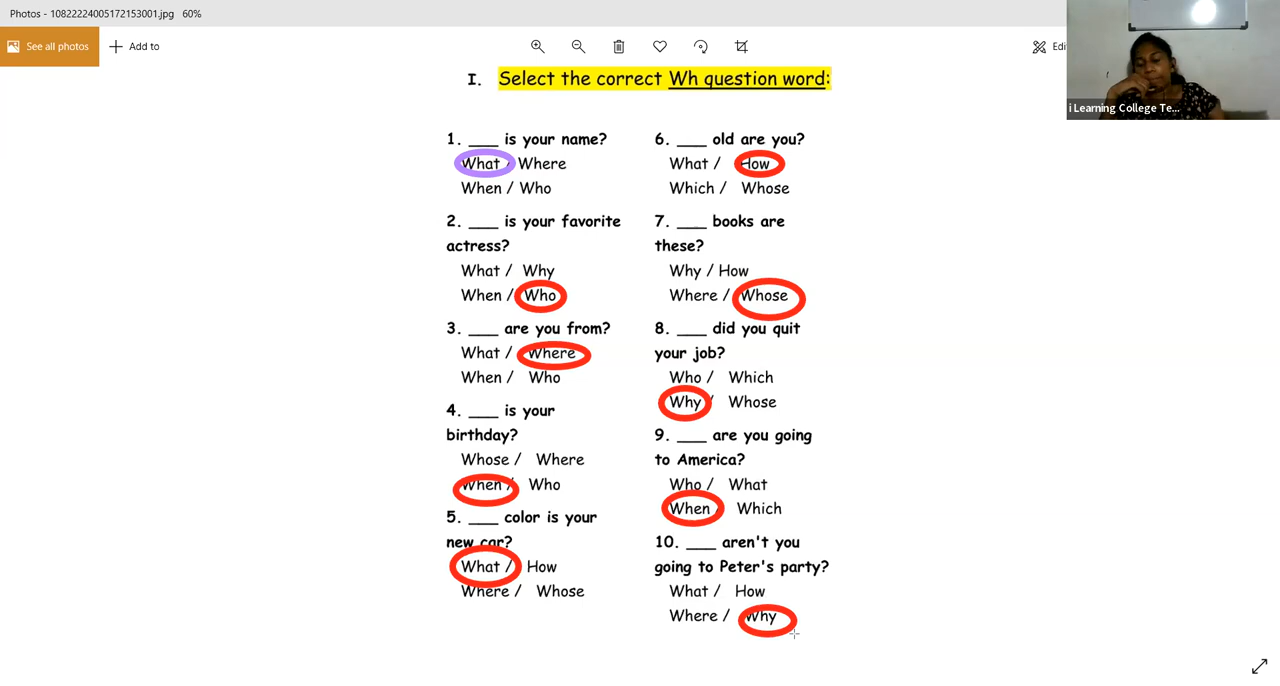 Photos - 10822224005172153001.jpg   60%
See all photos
Add to
Edi
i Learning College Te...
I. Select the correct Wh question word:
1. ___ is your name?
What / Where
When / Who
2. ___ is your favorite
actress?
What / Why
When / Who
3. ___ are you from?
What / Where
When / Who
4. ___ is your
birthday?
Whose / Where
When / Who
5. ___ color is your
new car?
What / How
Where / Whose
6. ___ old are you?
What / How
Which / Whose
7. ___ books are
these?
Why / How
Where / Whose
8. ___ did you quit
your job?
Who / Which
Why / Whose
9. ___ are you going
to America?
Who / What
When / Which
10. ___ aren't you
going to Peter's party?
What / How
Where / Why